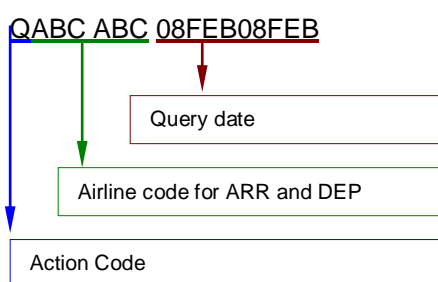 QABC ABC 08FEB08FEB
Query date
Airline code for ARR and DEP
Action Code